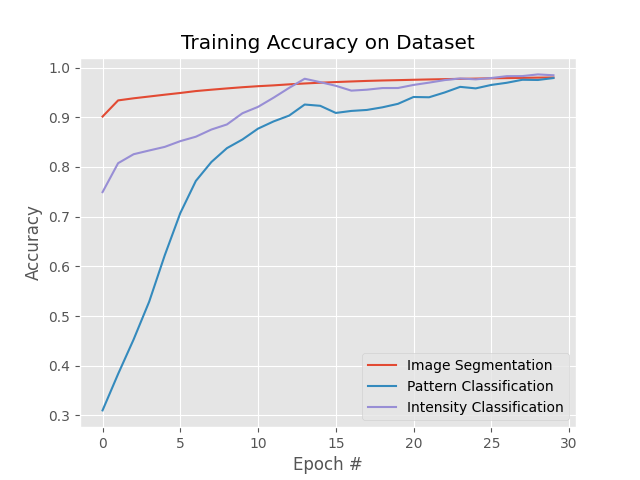 Training Accuracy on Dataset
1.0
0.9
0.8
0.7
0.6
0.5
0.4
0.3
Accuracy
0 5 10 15 20 25 30
Epoch #
Image Segmentation
Pattern Classification
Intensity Classification